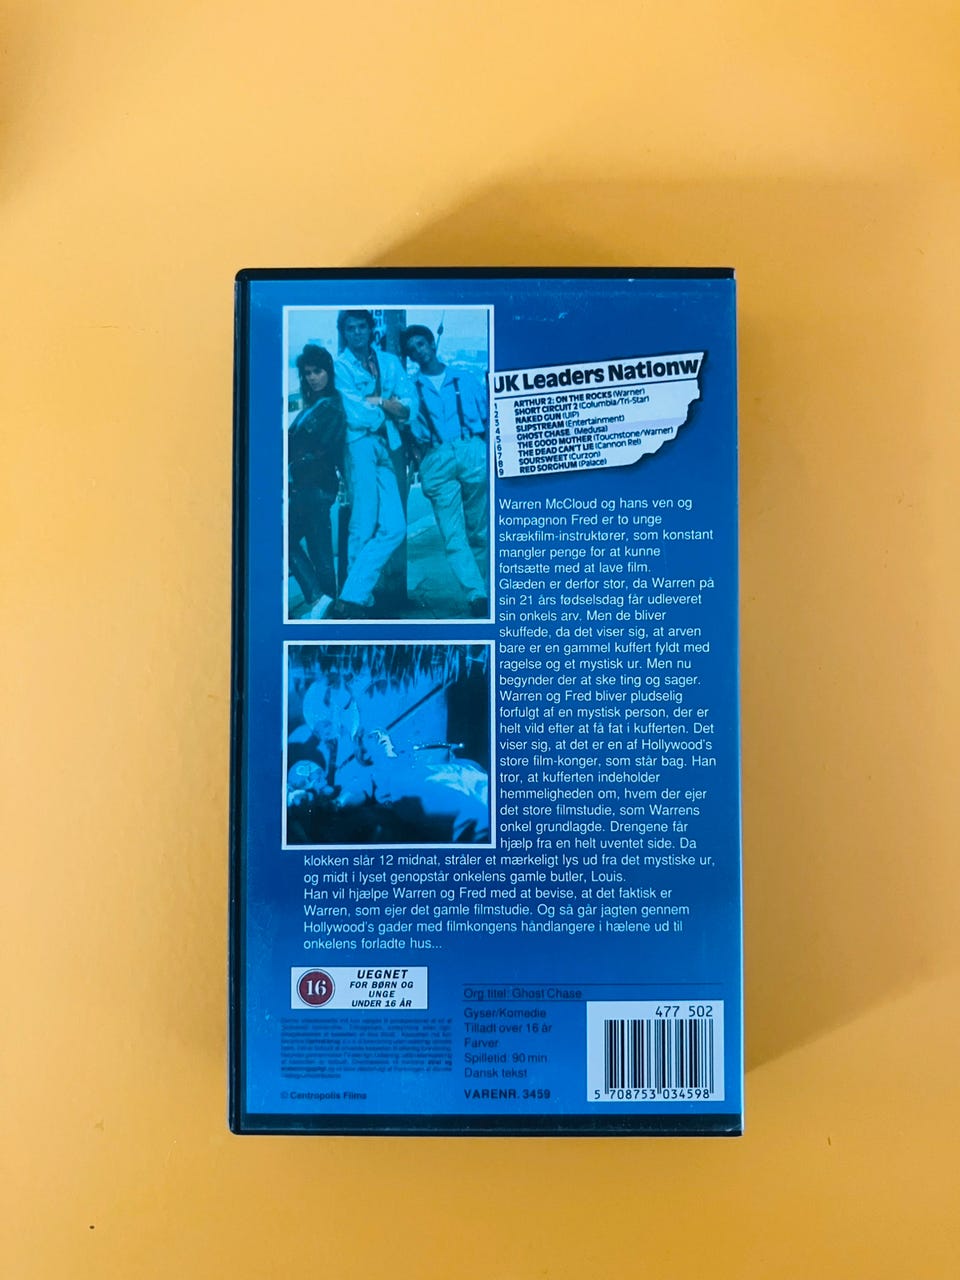 UK Leaders Nationw
1 ARTHUR 2: ON THE ROCKS (Warner)
2 SHORT CIRCUIT 2 (Columbia/Tri-Star)
3 NAKED GUN (UIP)
4 SLIPSTREAM (Entertainment)
5 GHOST CHASE (Medusa)
6 THE GOOD MOTHER (Touchstone/Warner)
7 THE DEAD CAN'T LIE (Cannon Rel)
8 SOURSWEET (Curzon)
9 RED SORGHUM (Palace)
Warren McCloud og hans ven og
kompagnon Fred er to unge
skrækfilm-instruktører, som konstant
mangler penge for at kunne
fortsætte med at lave film.
Glæden er derfor stor, da Warren på
sin 21 års fødselsdag får udleveret
sin onkels arv. Men de bliver
skuffede, da det viser sig, at arven
bare er en gammel kuffert fyldt med
ragelse og et mystisk ur. Men nu
begynder der at ske ting og sager.
Warren og Fred bliver pludselig
forfulgt af en mystisk person, der er
helt vild efter at få fat i kufferten. Det
viser sig, at det er en af Hollywood's
store film-konger, som står bag. Han
tror, at kufferten indeholder
hemmeligheden om, hvem der ejer
det store filmstudie, som Warrens
onkel grundlagde. Drengene får
hjælp fra en helt uventet side. Da
klokken slår 12 midnat, stråler et mærkeligt lys ud fra det mystiske ur,
og midt i lyset genopstår onkelens gamle butler, Louis.
Han vil hjælpe Warren og Fred med at bevise, at det faktisk er
Warren, som ejer det gamle filmstudie. Og så går jagten gennem
Hollywood's gader med filmkongens håndlangere i hælene ud til
onkelens forladte hus...
16
UEGNET
FOR BØRN OG
UNGE
UNDER 16 ÅR
© Centropolis Films
Org.titel: Ghost Chase
Gyser/Komedie
Tilladt over 16 år
Farver
Spilletid: 90 min
Dansk tekst
VARENR. 3459
477 502
5 708753 034598